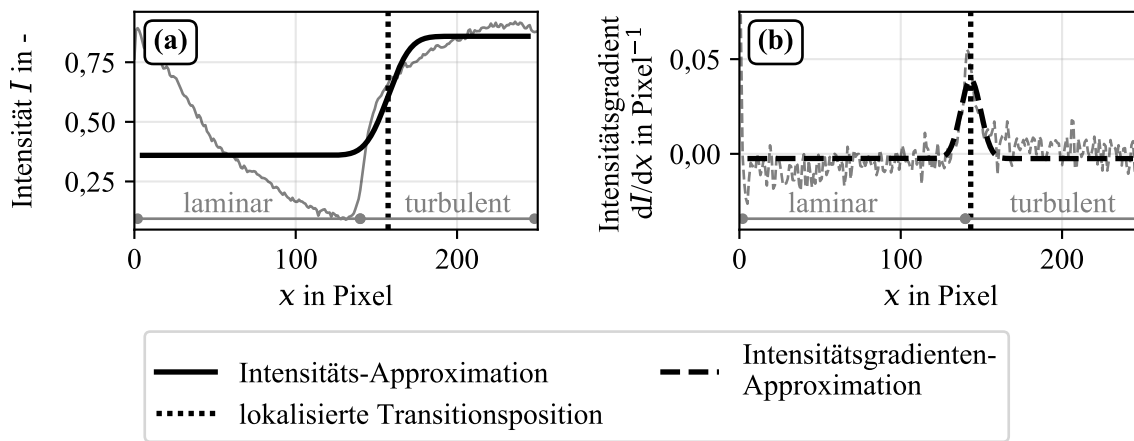 (a)
Intensität I in -
0,75
0,50
0,25
laminar
turbulent
0
100
200
x in Pixel
(b)
Intensitätsgradient
dI/dx in Pixel⁻¹
0,05
0,00
laminar
turbulent
0
100
200
x in Pixel
Intensitäts-Approximation
lokalisierte Transitionsposition
Intensitätsgradienten-
Approximation